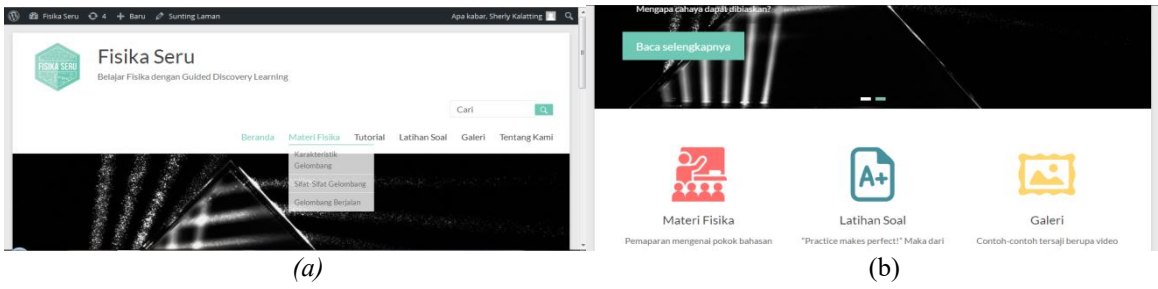 Fisika Seru 4 Baru Sunting Laman Apa kabar, Sherly Kalatting
FISIKA SERU
Fisika Seru
Belajar Fisika dengan Guided Discovery Learning
Cari
Beranda Materi Fisika Tutorial Latihan Soal Galeri Tentang Kami
Karakteristik
Gelombang
Sifat-Sifat Gelombang
Gelombang Berjalan
(a)
Mengapa cahaya dapat dibiaskan?
Baca selengkapnya
A+
Materi Fisika Latihan Soal Galeri
Pemaparan mengenai pokok bahasan "Practice makes perfect!" Maka dari Contoh-contoh tersaji berupa video
(b)